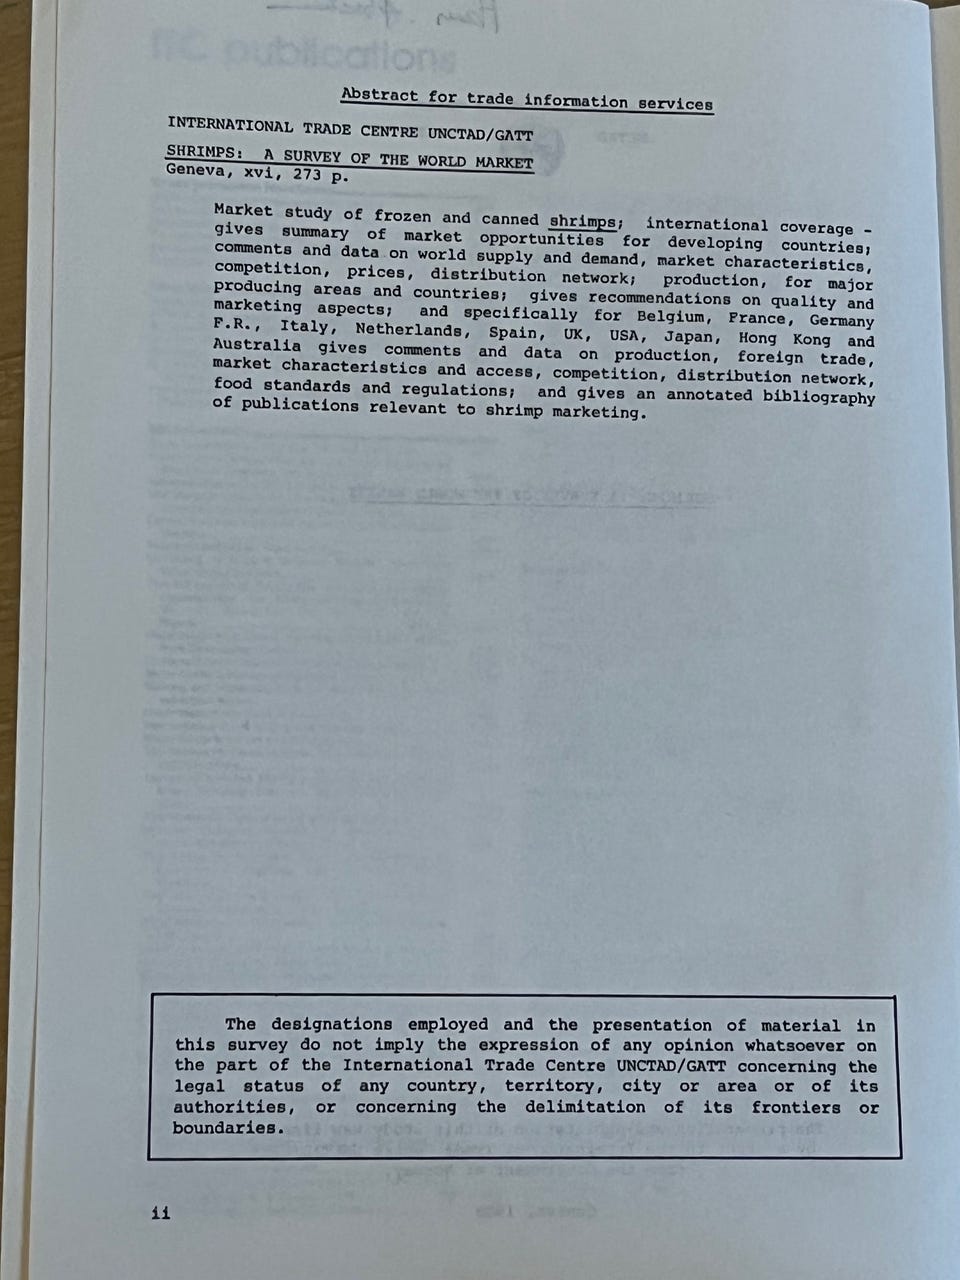 Abstract for trade information services
INTERNATIONAL TRADE CENTRE UNCTAD/GATT
SHRIMPS: A SURVEY OF THE WORLD MARKET
Geneva, xvi, 273 p.
Market study of frozen and canned shrimps; international coverage -
gives summary of market opportunities for developing countries;
comments and data on world supply and demand, market characteristics,
competition, prices, distribution network; production, for major
producing areas and countries; gives recommendations on quality and
marketing aspects; and specifically for Belgium, France, Germany
F.R., Italy, Netherlands, Spain, UK, USA, Japan, Hong Kong and
Australia gives comments and data on production, foreign trade,
market characteristics and access, competition, distribution network,
food standards and regulations; and gives an annotated bibliography
of publications relevant to shrimp marketing.
The designations employed and the presentation of material in
this survey do not imply the expression of any opinion whatsoever on
the part of the International Trade Centre UNCTAD/GATT concerning the
legal status of any country, territory, city or area or of its
authorities, or concerning the delimitation of its frontiers or
boundaries.
ii